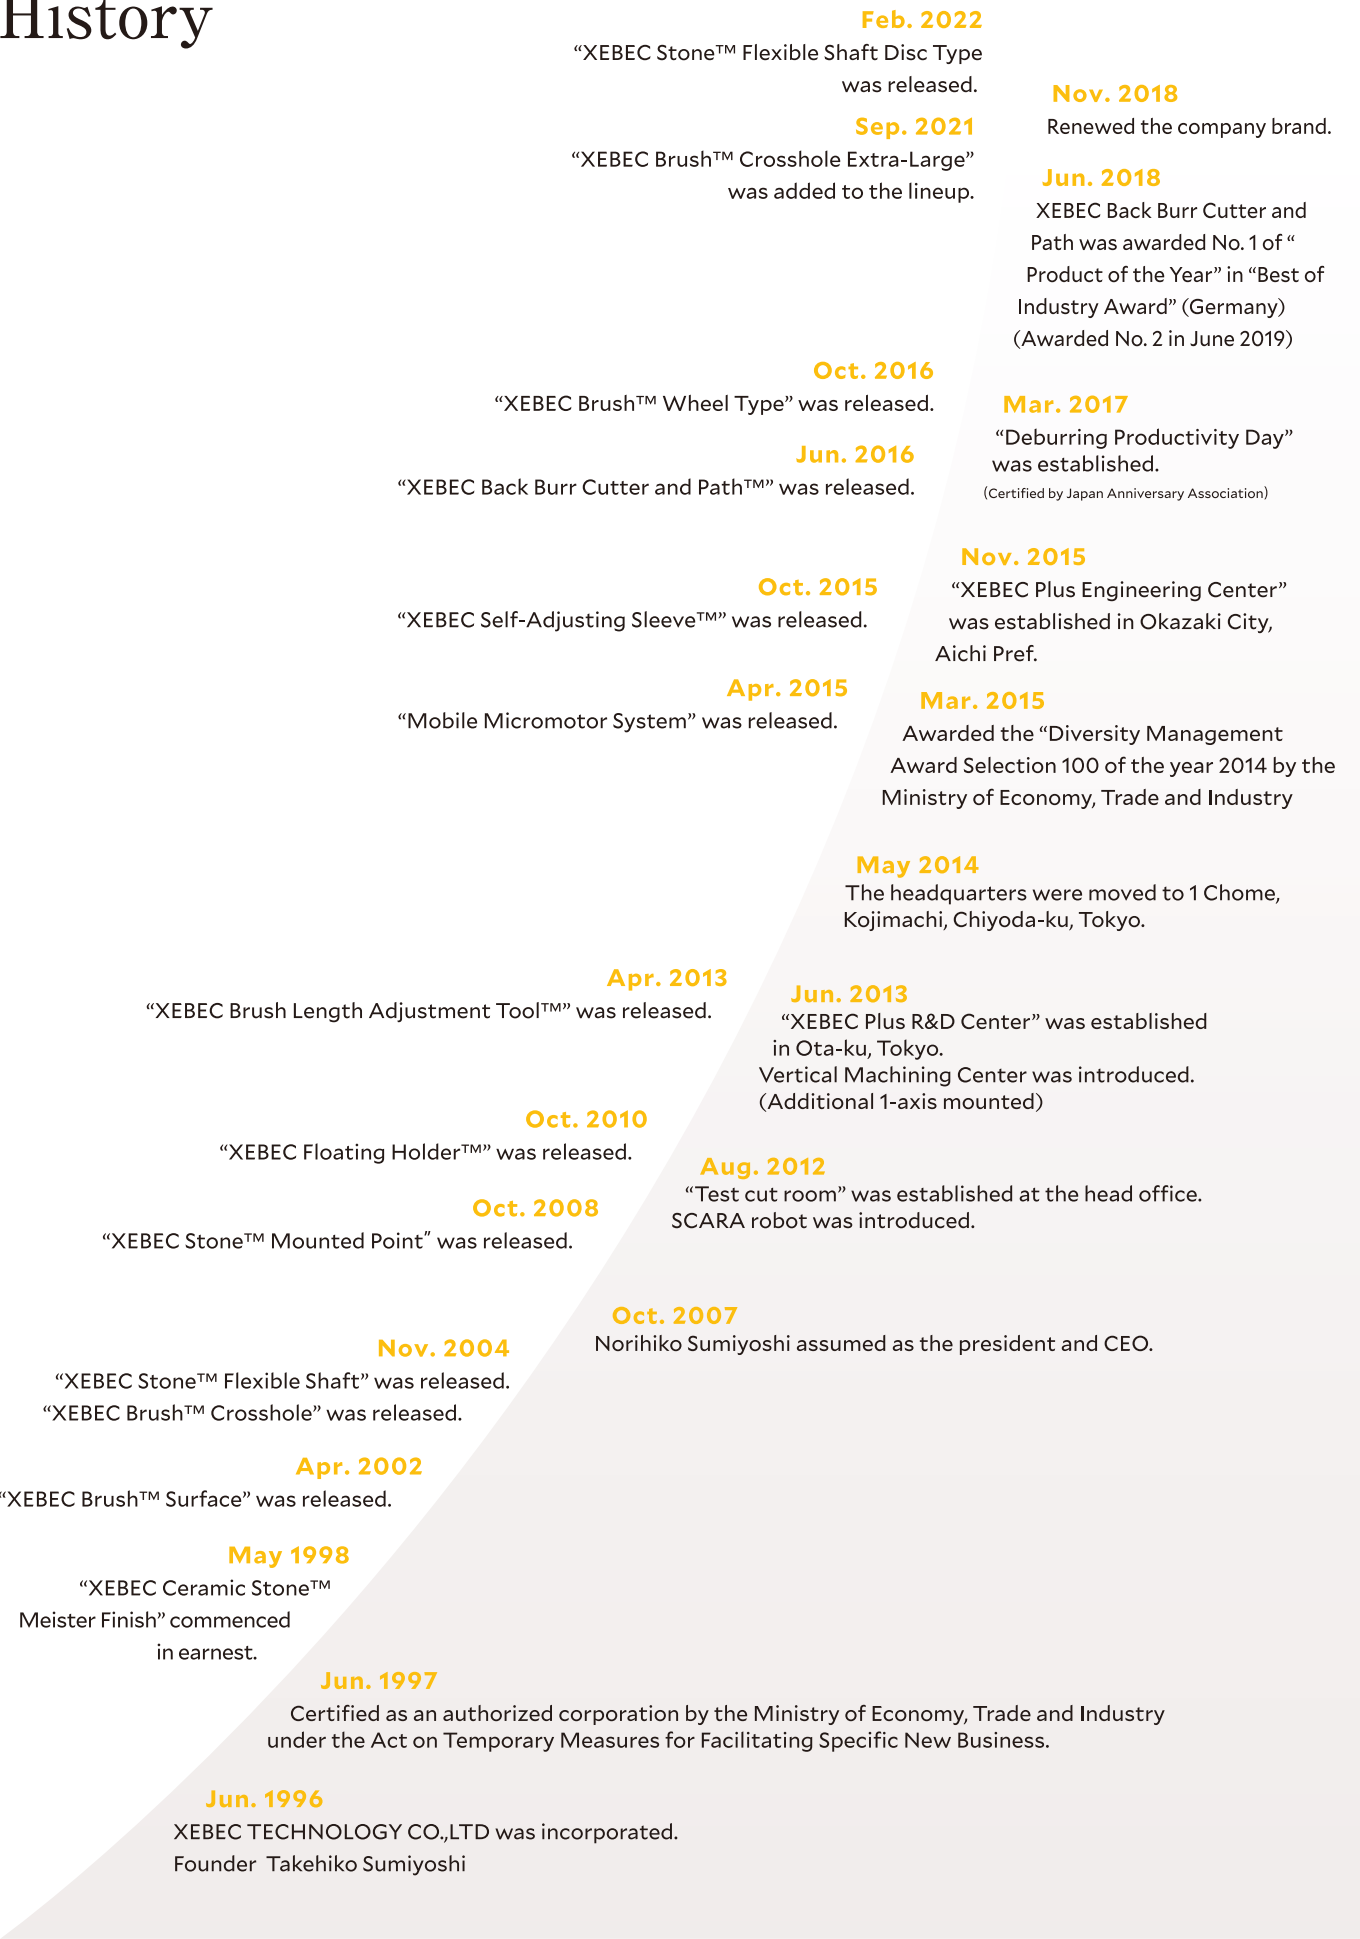 History
Feb. 2022
“XEBEC Stone™ Flexible Shaft Disc Type
was released.
Sep. 2021
“XEBEC Brush™ Crosshole Extra-Large”
was added to the lineup.
Nov. 2018
Renewed the company brand.
Jun. 2018
XEBEC Back Burr Cutter and
Path was awarded No. 1 of “
Product of the Year” in “Best of
Industry Award” (Germany)
(Awarded No. 2 in June 2019)
Oct. 2016
“XEBEC Brush™ Wheel Type” was released.
Jun. 2016
“XEBEC Back Burr Cutter and Path™” was released.
Mar. 2017
“Deburring Productivity Day”
was established.
(Certified by Japan Anniversary Association)
Oct. 2015
“XEBEC Self-Adjusting Sleeve™” was released.
Nov. 2015
“XEBEC Plus Engineering Center”
was established in Okazaki City,
Aichi Pref.
Apr. 2015
“Mobile Micromotor System” was released.
Mar. 2015
Awarded the “Diversity Management
Award Selection 100 of the year 2014 by the
Ministry of Economy, Trade and Industry
May 2014
The headquarters were moved to 1 Chome,
Kojimachi, Chiyoda-ku, Tokyo.
Apr. 2013
“XEBEC Brush Length Adjustment Tool™” was released.
Jun. 2013
“XEBEC Plus R&D Center” was established
in Ota-ku, Tokyo.
Vertical Machining Center was introduced.
(Additional 1-axis mounted)
Oct. 2010
“XEBEC Floating Holder™” was released.
Aug. 2012
“Test cut room” was established at the head office.
SCARA robot was introduced.
Oct. 2008
“XEBEC Stone™ Mounted Point″ was released.
Oct. 2007
Norihiko Sumiyoshi assumed as the president and CEO.
Nov. 2004
“XEBEC Stone™ Flexible Shaft” was released.
“XEBEC Brush™ Crosshole” was released.
Apr. 2002
“XEBEC Brush™ Surface” was released.
May 1998
“XEBEC Ceramic Stone™
Meister Finish” commenced
in earnest.
Jun. 1997
Certified as an authorized corporation by the Ministry of Economy, Trade and Industry
under the Act on Temporary Measures for Facilitating Specific New Business.
Jun. 1996
XEBEC TECHNOLOGY CO.,LTD was incorporated.
Founder Takehiko Sumiyoshi